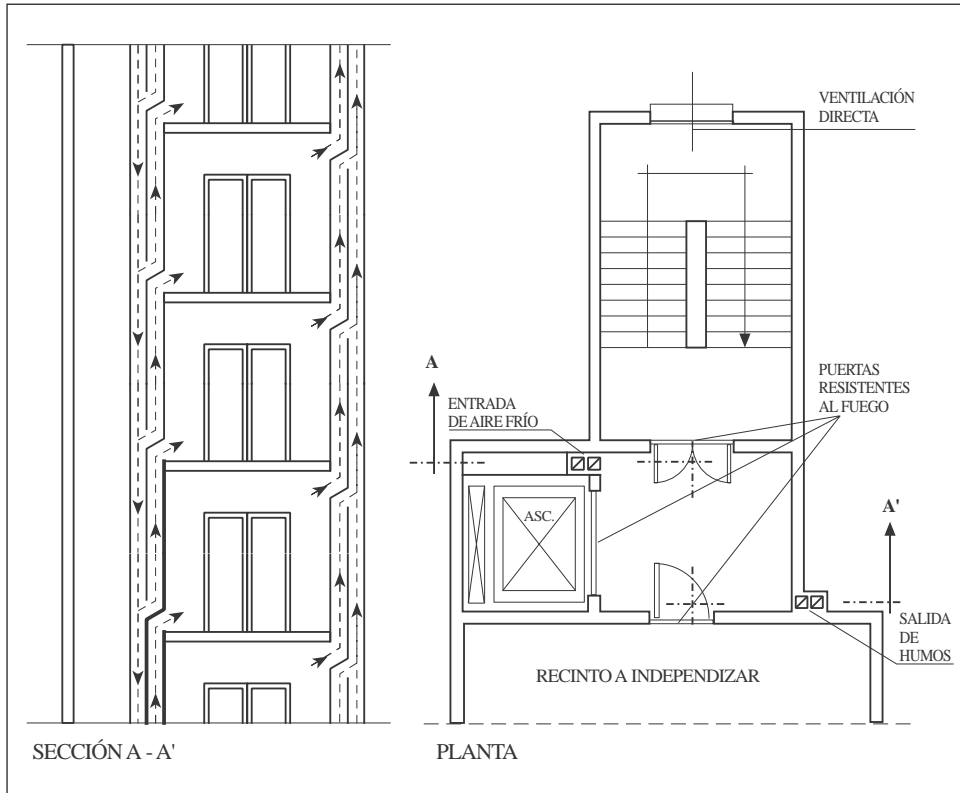 VENTILACIÓN
DIRECTA
A
ENTRADA
DE AIRE FRÍO
PUERTAS
RESISTENTES
AL FUEGO
ASC.
A'
SALIDA
DE
HUMOS
RECINTO A INDEPENDIZAR
SECCIÓN A - A'
PLANTA